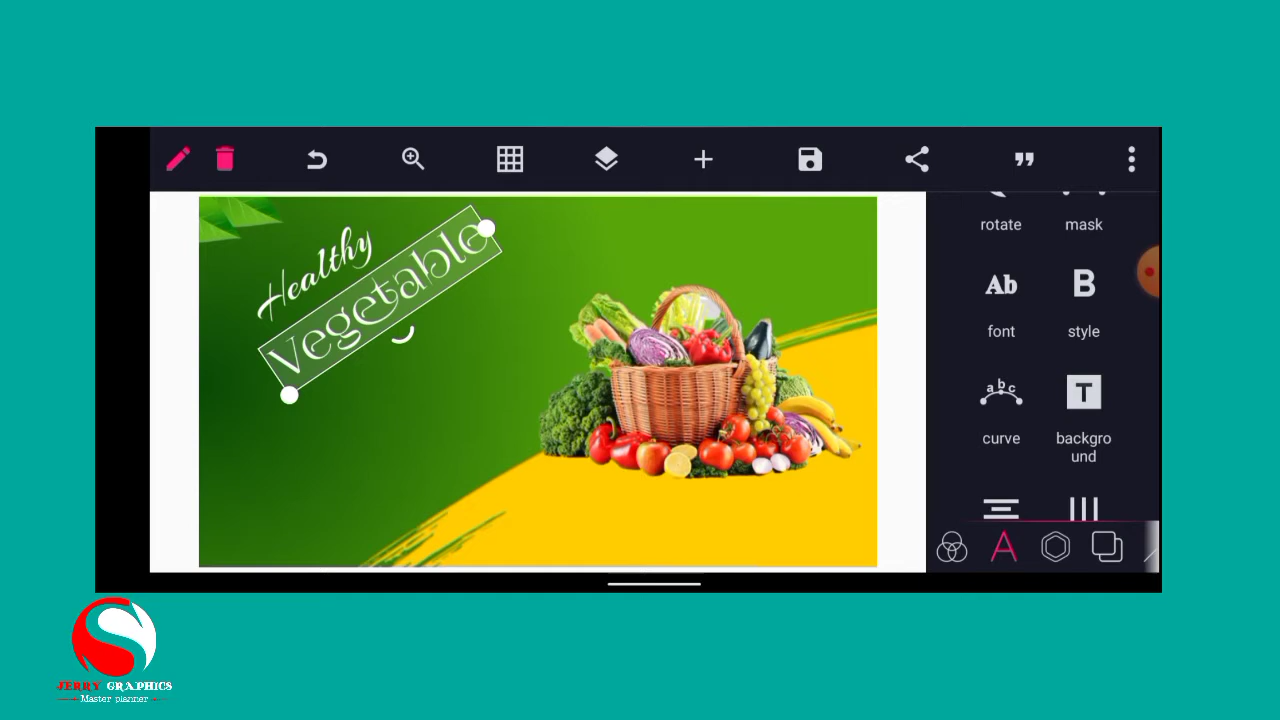 rotate
mask
Ab
B
font
style
a b c
T
curve
backgro
und
A
Healthy
Vegetable
JERRY GRAPHICS
Master planner